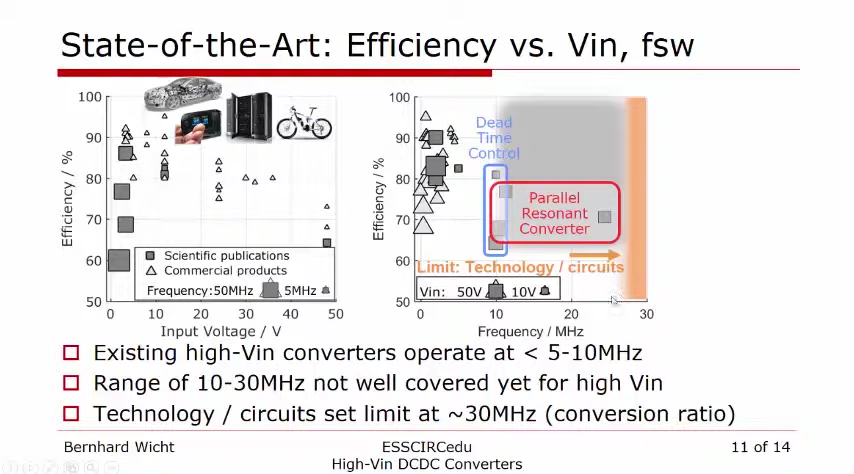 State-of-the-Art: Efficiency vs. Vin, fsw
100
90
80
70
60
50
Efficiency / %
Scientific publications
Commercial products
Frequency: 50MHz 5MHz
0 10 20 30 40 50
Input Voltage / V
100
90
80
70
60
50
Efficiency / %
Dead
Time
Control
Parallel
Resonant
Converter
Limit: Technology / circuits
Vin: 50V 10V
0 10 20 30
Frequency / MHz
Existing high-Vin converters operate at < 5-10MHz
Range of 10-30MHz not well covered yet for high Vin
Technology / circuits set limit at ~30MHz (conversion ratio)
Bernhard Wicht
ESSCIRCedu
High-Vin DCDC Converters
11 of 14